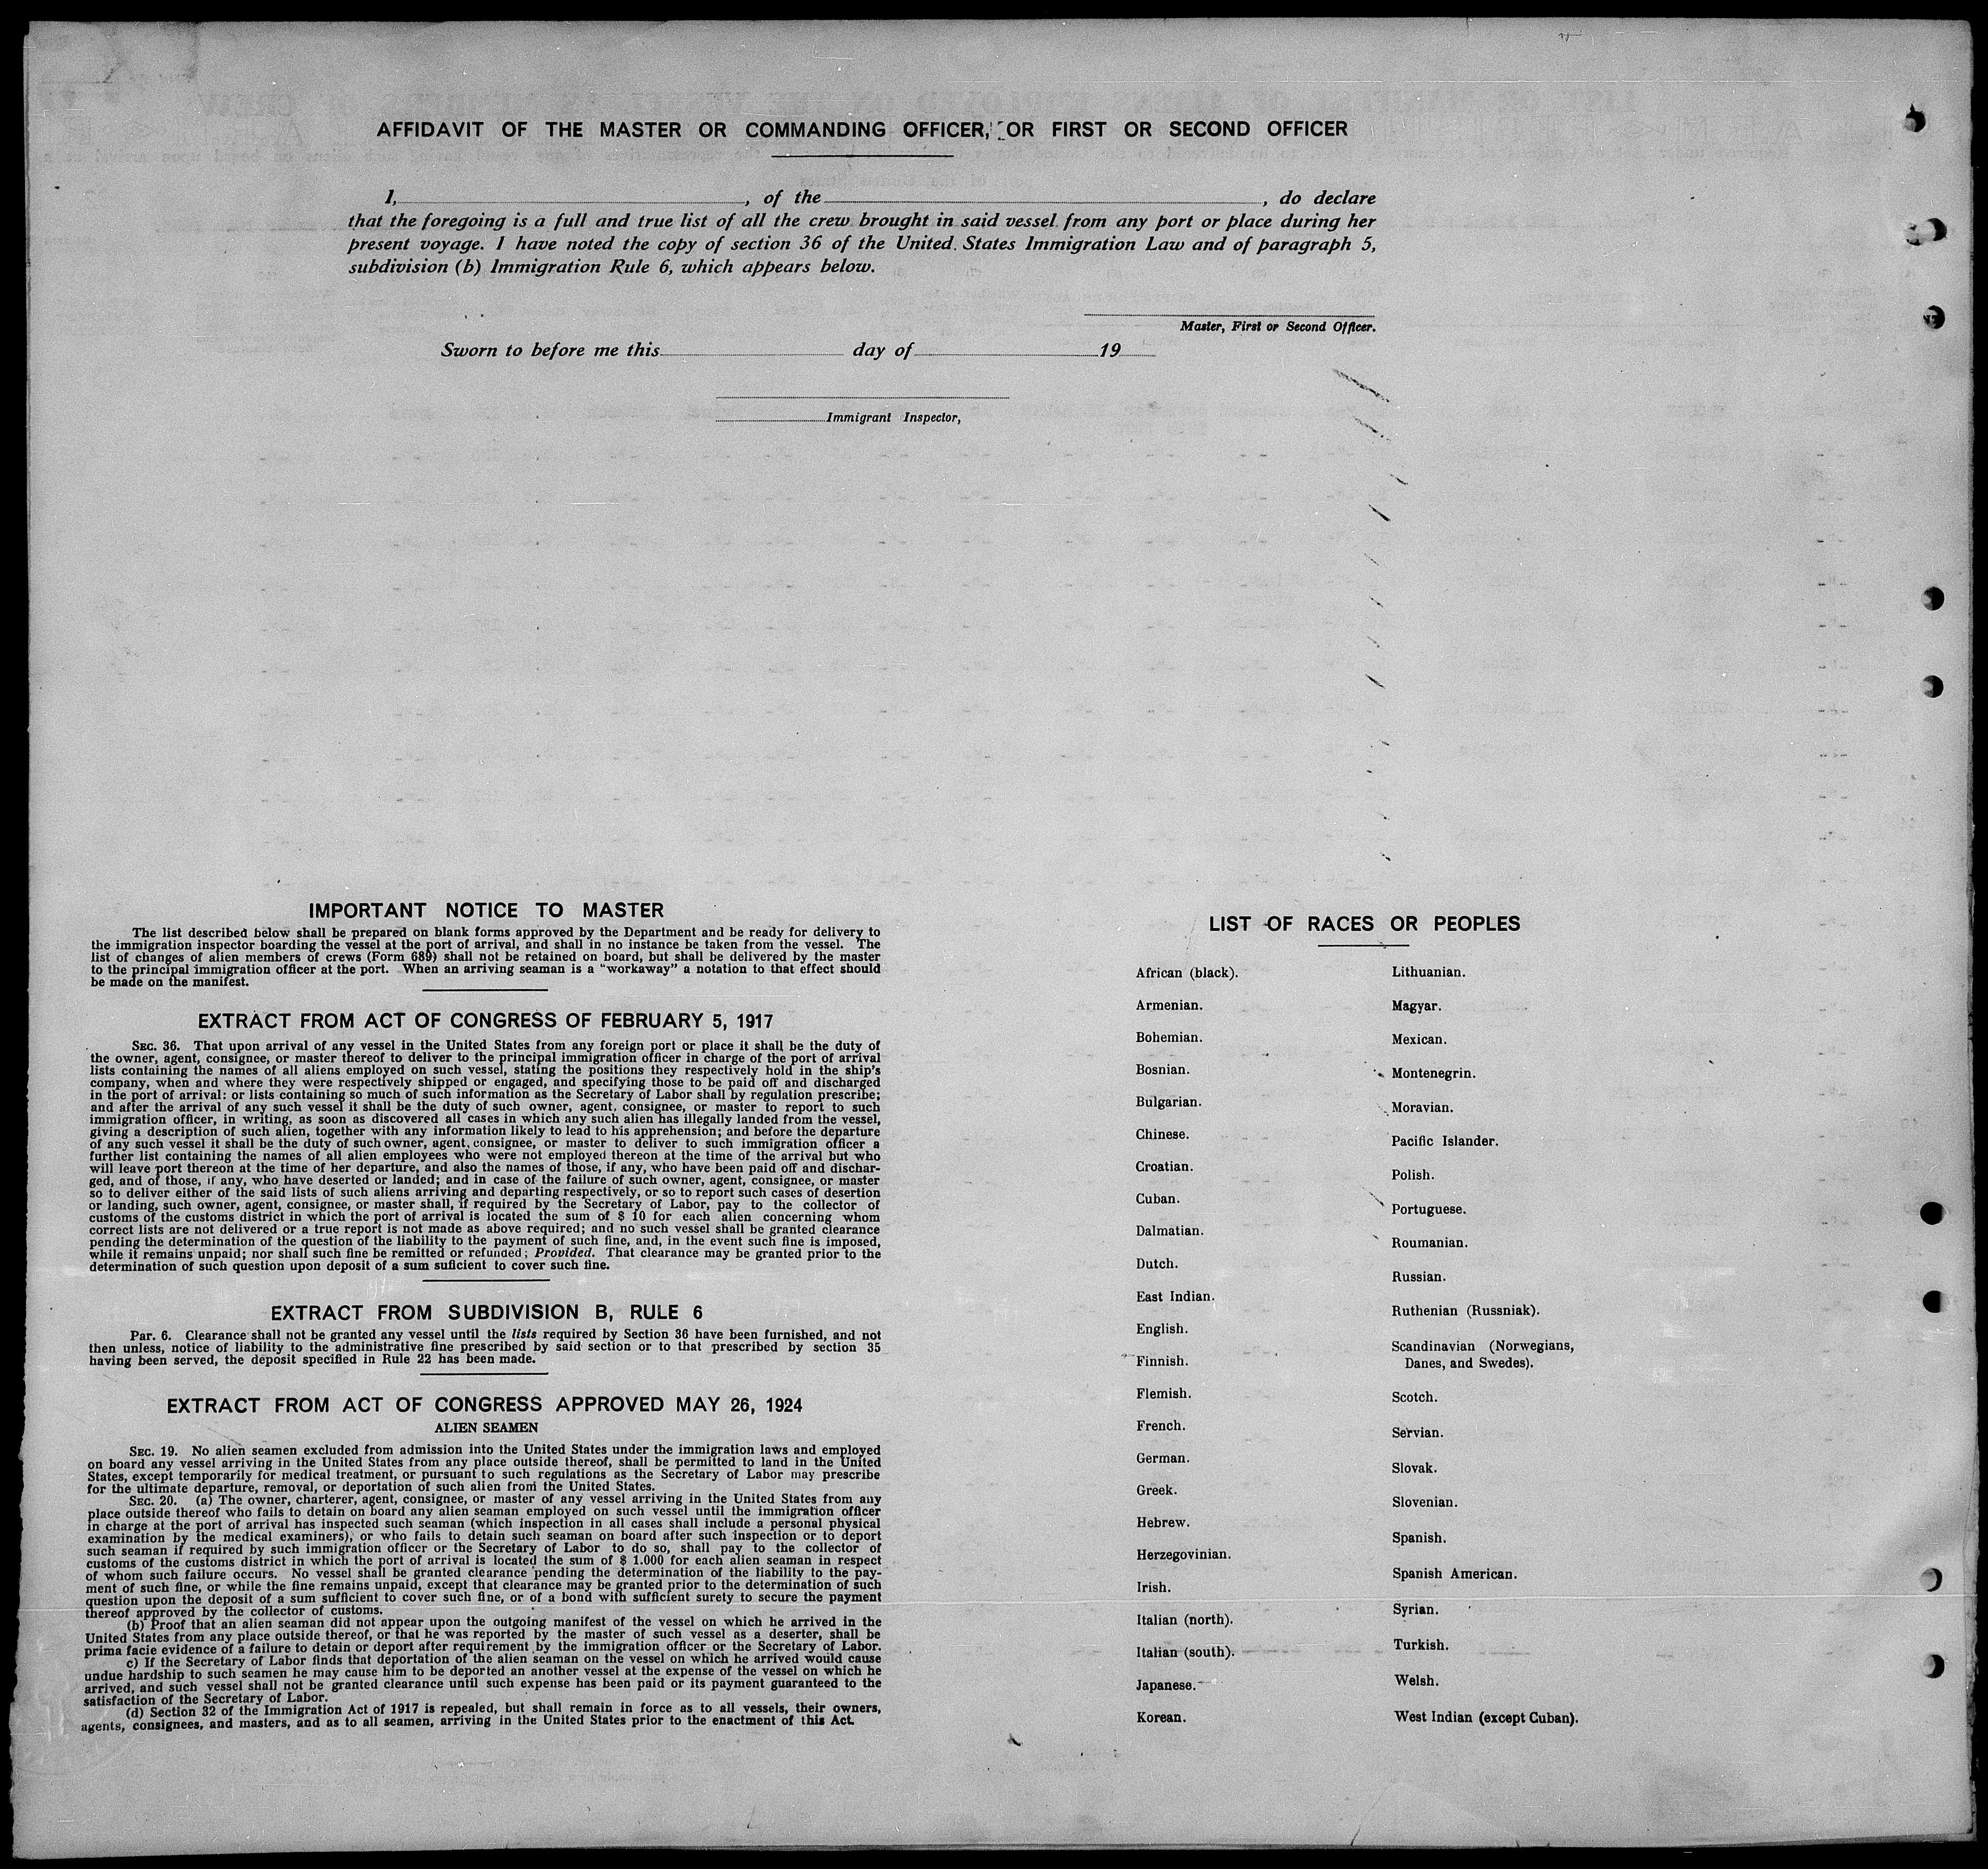 AFFIDAVIT OF THE MASTER OR COMMANDING OFFICER, OR FIRST OR SECOND OFFICER
I, , of the , do declare
that the foregoing is a full and true list of all the crew brought in said vessel from any port or place during her
present voyage. I have noted the copy of section 36 of the United. States Immigration Law and of paragraph 5,
subdivision (b) Immigration Rule 6, which appears below.
Master, First or Second Officer.
Sworn to before me this day of 19
Immigrant Inspector,
IMPORTANT NOTICE TO MASTER
The list described below shall be prepared on blank forms approved by the Department and be ready for delivery to
the immigration inspector boarding the vessel at the port of arrival, and shall in no instance be taken from the vessel. The
list of changes of alien members of crews (Form 689) shall not be retained on board, but shall be delivered by the master
to the principal immigration officer at the port. When an arriving seaman is a "workaway" a notation to that effect should
be made on the manifest.
EXTRACT FROM ACT OF CONGRESS OF FEBRUARY 5, 1917
SEC. 36. That upon arrival of any vessel in the United States from any foreign port or place it shall be the duty of
the owner, agent, consignee, or master thereof to deliver to the principal immigration officer in charge of the port of arrival
lists containing the names of all aliens employed on such vessel, stating the positions they respectively hold in the ship's
company, when and where they were respectively shipped or engaged, and specifying those to be paid off and discharged
in the port of arrival: or lists containing so much of such information as the Secretary of Labor shall by regulation prescribe;
and after the arrival of any such vessel it shall be the duty of such owner, agent, consignee, or master to report to such
immigration officer, in writing, as soon as discovered all cases in which any such alien has illegally landed from the vessel,
giving a description of such alien, together with any information likely to lead to his apprehension; and before the departure
of any such vessel it shall be the duty of such owner, agent, consignee, or master to deliver to such immigration officer a
further list containing the names of all alien employees who were not employed thereon at the time of the arrival but who
will leave port thereon at the time of her departure, and also the names of those, if any, who have been paid off and dischar-
ged, and of those, if any, who have deserted or landed; and in case of the failure of such owner, agent, consignee, or master
so to deliver either of the said lists of such aliens arriving and departing respectively, or so to report such cases of desertion
or landing, such owner, agent, consignee, or master shall, if required by the Secretary of Labor, pay to the collector of
customs of the customs district in which the port of arrival is located the sum of $ 10 for each alien concerning whom
correct lists are not delivered or a true report is not made as above required; and no such vessel shall be granted clearance
pending the determination of the question of the liability to the payment of such fine, and, in the event such fine is imposed,
while it remains unpaid; nor shall such fine be remitted or refunded; Provided. That clearance may be granted prior to the
determination of such question upon deposit of a sum suficient to cover such fine.
EXTRACT FROM SUBDIVISION B, RULE 6
Par. 6. Clearance shall not be granted any vessel until the lists required by Section 36 have been furnished, and not
then unless, notice of liability to the administrative fine prescribed by said section or to that prescribed by section 35
having been served, the deposit specified in Rule 22 has been made.
EXTRACT FROM ACT OF CONGRESS APPROVED MAY 26, 1924
ALIEN SEAMEN
SEC. 19. No alien seamen excluded from admission into the United States under the immigration laws and employed
on board any vessel arriving in the United States from any place outside thereof, shall be permitted to land in the United
States, except temporarily for medical treatment, or pursuant to such regulations as the Secretary of Labor may prescribe
for the ultimate departure, removal, or deportation of such alien from the United States.
SEC. 20. (a) The owner, charterer, agent, consignee, or master of any vessel arriving in the United States from any
place outside thereof who fails to detain on board any alien seaman employed on such vessel until the immigration officer
in charge at the port of arrival has inspected such seaman (which inspection in all cases shall include a personal physical
examination by the medical examiners), or who fails to detain such seaman on board after such inspection or to deport
such seaman if required by such immigration officer or the Secretary of Labor to do so, shall pay to the collector of
customs of the customs district in which the port of arrival is located the sum of $ 1.000 for each alien seaman in respect
of whom such failure occurs. No vessel shall be granted clearance pending the determination of the liability to the pay-
ment of such fine, or while the fine remains unpaid, except that clearance may be granted prior to the determination of such
question upon the deposit of a sum sufficient to cover such fine, or of a bond with sufficient surety to secure the payment
thereof approved by the collector of customs.
(b) Proof that an alien seaman did not appear upon the outgoing manifest of the vessel on which he arrived in the
United States from any place outside thereof, or that he was reported by the master of such vessel as a deserter, shall be
prima facie evidence of a failure to detain or deport after requirement by the immigration officer or the Secretary of Labor.
c) If the Secretary of Labor finds that deportation of the alien seaman on the vessel on which he arrived would cause
undue hardship to such seamen he may cause him to be deported an another vessel at the expense of the vessel on which he
arrived, and such vessel shall not be granted clearance until such expense has been paid or its payment guaranteed to the
satisfaction of the Secretary of Labor.
(d) Section 32 of the Immigration Act of 1917 is repealed, but shall remain in force as to all vessels, their owners,
agents, consignees, and masters, and as to all seamen, arriving in the United States prior to the enactment of this Act.
LIST OF RACES OR PEOPLES
African (black).
Armenian.
Bohemian.
Bosnian.
Bulgarian.
Chinese.
Croatian.
Cuban.
Dalmatian.
Dutch.
East Indian.
English.
Finnish.
Flemish.
French.
German.
Greek.
Hebrew.
Herzegovinian.
Irish.
Italian (north).
Italian (south).
Japanese.
Korean.
Lithuanian.
Magyar.
Mexican.
Montenegrin.
Moravian.
Pacific Islander.
Polish.
Portuguese.
Roumanian.
Russian.
Ruthenian (Russniak).
Scandinavian (Norwegians,
Danes, and Swedes).
Scotch.
Servian.
Slovak.
Slovenian.
Spanish.
Spanish American.
Syrian.
Turkish.
Welsh.
West Indian (except Cuban).